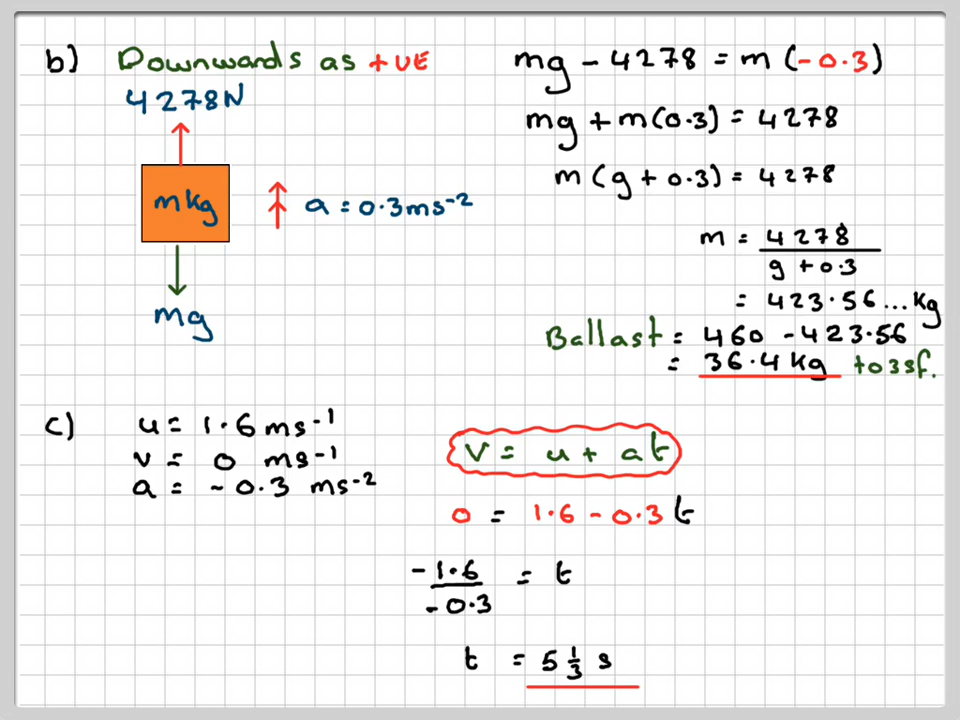 b) Downwards as +VE
4278N
mkg
a = 0.3ms⁻²
mg
mg - 4278 = m(-0.3)
mg + m(0.3) = 4278
m(g + 0.3) = 4278
m = 4278
g + 0.3
= 423.56...kg
Ballast = 460 - 423.56
= 36.4 kg to 3sf.
c) u = 1.6 ms⁻¹
v = 0 ms⁻¹
a = -0.3 ms⁻²
v = u + at
0 = 1.6 - 0.3t
-1.6
-0.3
= t
t = 5 1/3 s